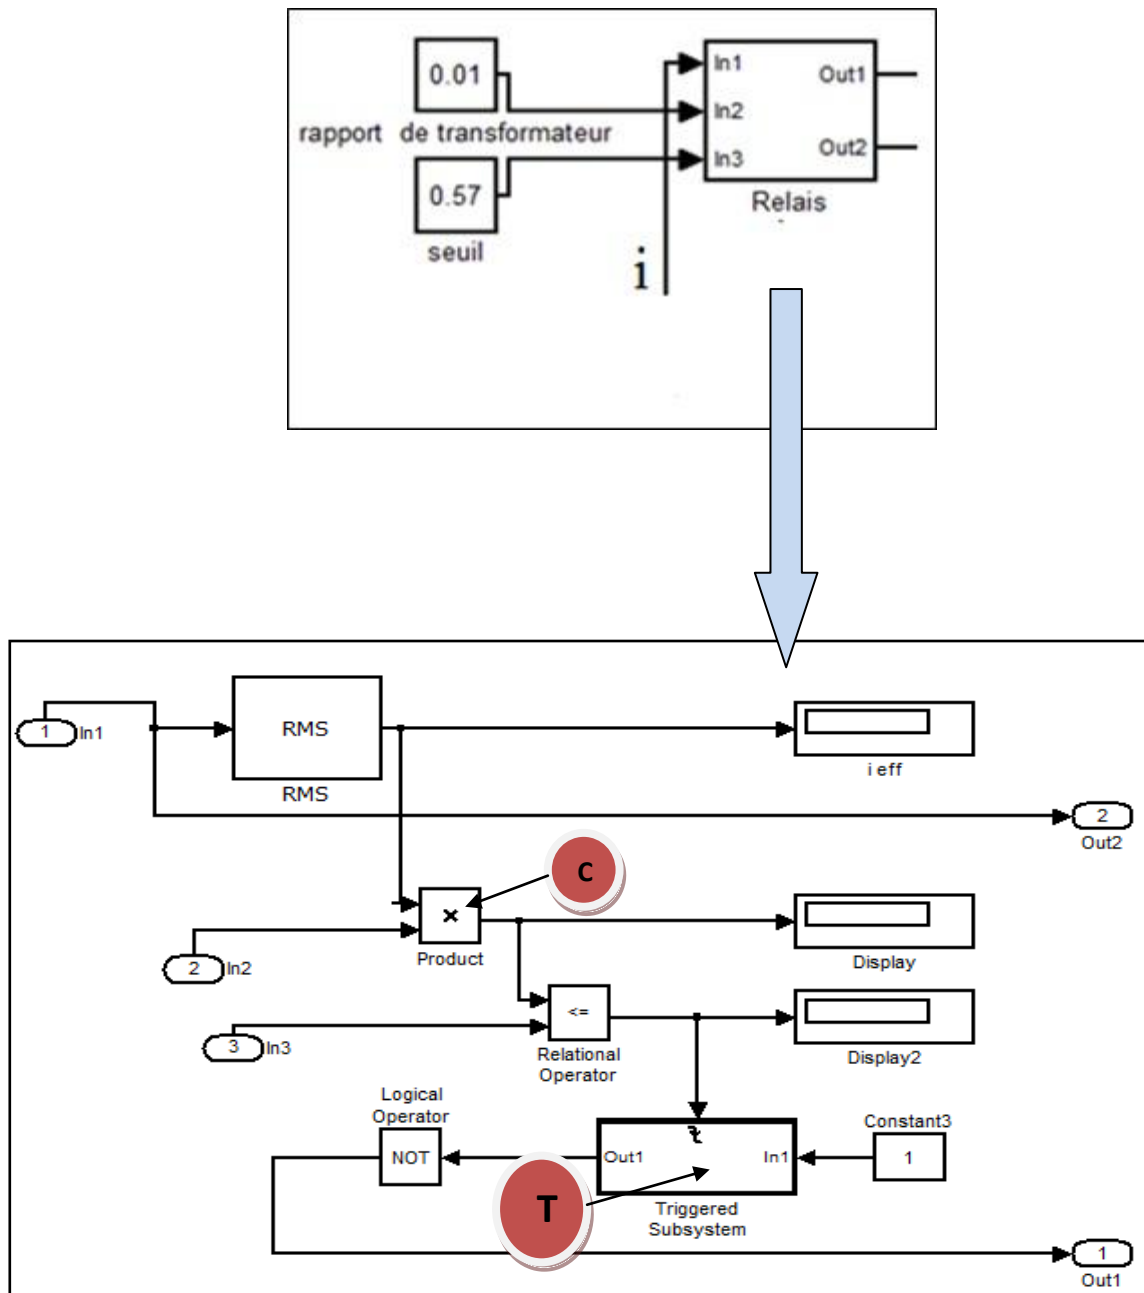 0.01
rapport de transformateur
0.57
seuil
i
In1
In2
In3
Out1
Out2
Relais
1
In1
RMS
RMS
i eff
2
Out2
C
×
Product
2
In2
Display
3
In3
<=
Relational
Operator
Display2
Logical
Operator
NOT
Out1
In1
T
Triggered
Subsystem
Constant3
1
1
Out1